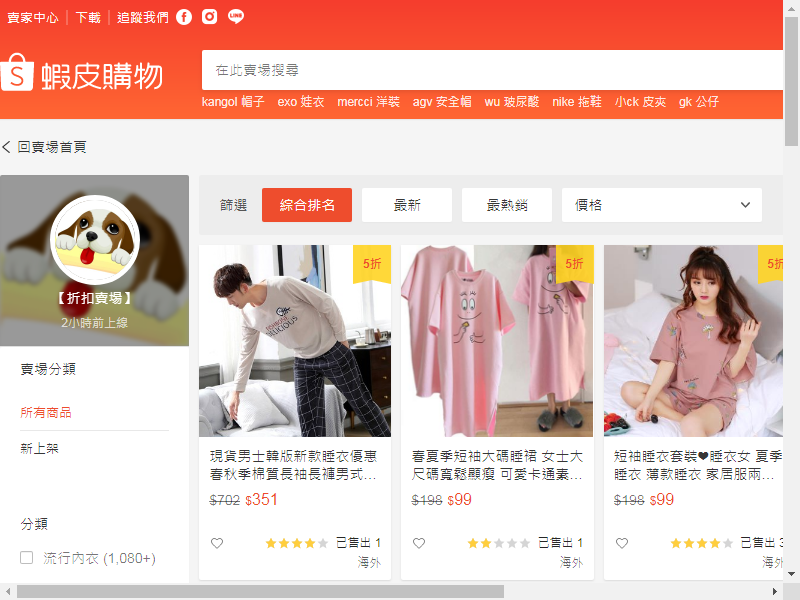 賣家中心 下載 追蹤我們
LINE
S 蝦皮購物
在此賣場搜尋
kangol 帽子 exo 娃衣 mercci 洋裝 agv 安全帽 wu 玻尿酸 nike 拖鞋 小ck 皮夾 gk 公仔
回賣場首頁
【折扣賣場】
2小時前上線
賣場分類
所有商品
新上架
分類
流行內衣 (1,080+)
篩選 綜合排名 最新 最熱銷 價格
5折
DELICIOUS
現貨男士韓版新款睡衣優惠
春秋季棉質長袖長褲男式...
$702 $351
已售出 1
海外
5折
春夏季短袖大碼睡裙 女士大
尺碼寬鬆顯瘦 可愛卡通素...
$198 $99
已售出 1
海外
5折
短袖睡衣套裝❤睡衣女 夏季
睡衣 薄款睡衣 家居服兩...
$198 $99
已售出 3
海外